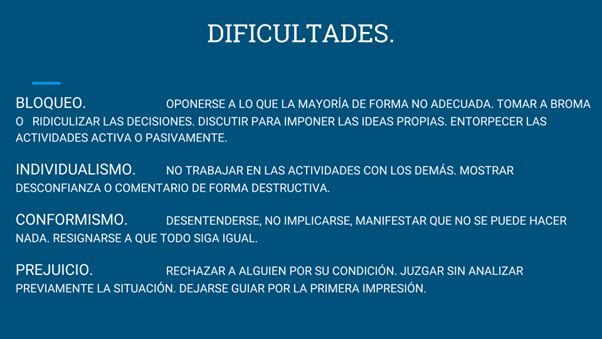 DIFICULTADES.
BLOQUEO. OPONERSE A LO QUE LA MAYORÍA DE FORMA NO ADECUADA. TOMAR A BROMA
O RIDICULIZAR LAS DECISIONES. DISCUTIR PARA IMPONER LAS IDEAS PROPIAS. ENTORPECER LAS
ACTIVIDADES ACTIVA O PASIVAMENTE.
INDIVIDUALISMO. NO TRABAJAR EN LAS ACTIVIDADES CON LOS DEMÁS. MOSTRAR
DESCONFIANZA O COMENTARIO DE FORMA DESTRUCTIVA.
CONFORMISMO. DESENTENDERSE, NO IMPLICARSE, MANIFESTAR QUE NO SE PUEDE HACER
NADA. RESIGNARSE A QUE TODO SIGA IGUAL.
PREJUICIO. RECHAZAR A ALGUIEN POR SU CONDICIÓN. JUZGAR SIN ANALIZAR
PREVIAMENTE LA SITUACIÓN. DEJARSE GUIAR POR LA PRIMERA IMPRESIÓN.